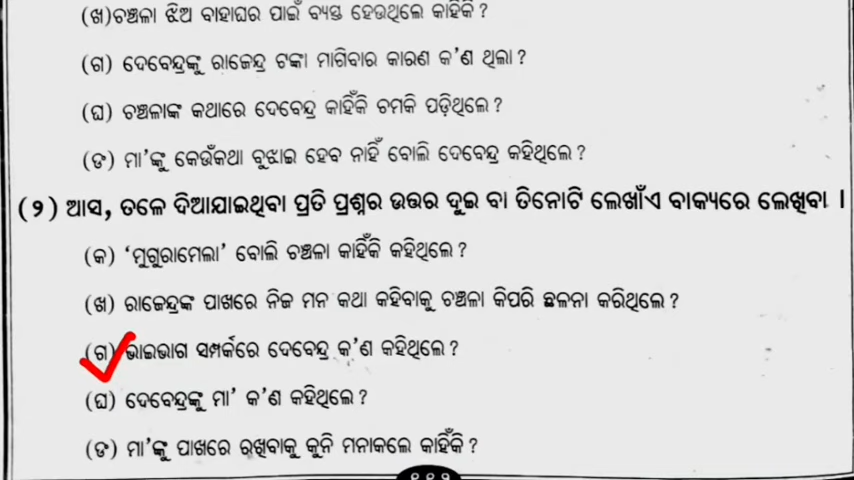 (ଖ)ଚଞ୍ଚଳା ଝିଅ ବାହାଘର ପାଇଁ ବ୍ୟସ୍ତ ହେଉଥିଲେ କାହିଁକି ?
(ଗ) ଦେବେନ୍ଦ୍ରଙ୍କୁ ରାଜେନ୍ଦ୍ର ଟଙ୍କା ମାଗିବାର କାରଣ କ'ଣ ଥିଲା ?
(ଘ) ଚଞ୍ଚଳାଙ୍କ କଥାରେ ଦେବେନ୍ଦ୍ର କାହିଁକି ଚମକି ପଡ଼ିଥିଲେ ?
(ଙ) ମା'ଙ୍କୁ କେଉଁକଥା ବୁଝାଇ ହେବ ନାହିଁ ବୋଲି ଦେବେନ୍ଦ୍ର କହିଥିଲେ ?
(୨) ଆସ, ତଳେ ଦିଆଯାଇଥିବା ପ୍ରତି ପ୍ରଶ୍ନର ଉତ୍ତର ଦୁଇ ବା ତିନୋଟି ଲେଖାଁଏ ବାକ୍ୟରେ ଲେଖିବା ।
(କ) 'ମୁଗୁରାମେଲା' ବୋଲି ଚଞ୍ଚଳା କାହିଁକି କହିଥିଲେ ?
(ଖ) ରାଜେନ୍ଦ୍ରଙ୍କ ପାଖରେ ନିଜ ମନ କଥା କହିବାକୁ ଚଞ୍ଚଳା କିପରି ଛଳନା କରିଥିଲେ ?
(ଗ) ଭାଇଭାଗ ସମ୍ପର୍କରେ ଦେବେନ୍ଦ୍ର କ'ଣ କହିଥିଲେ ?
(ଘ) ଦେବେନ୍ଦ୍ରଙ୍କୁ ମା' କ'ଣ କହିଥିଲେ ?
(ଙ) ମା'ଙ୍କୁ ପାଖରେ ରଖିବାକୁ କୁନି ମନାକଲେ କାହିଁକି ?